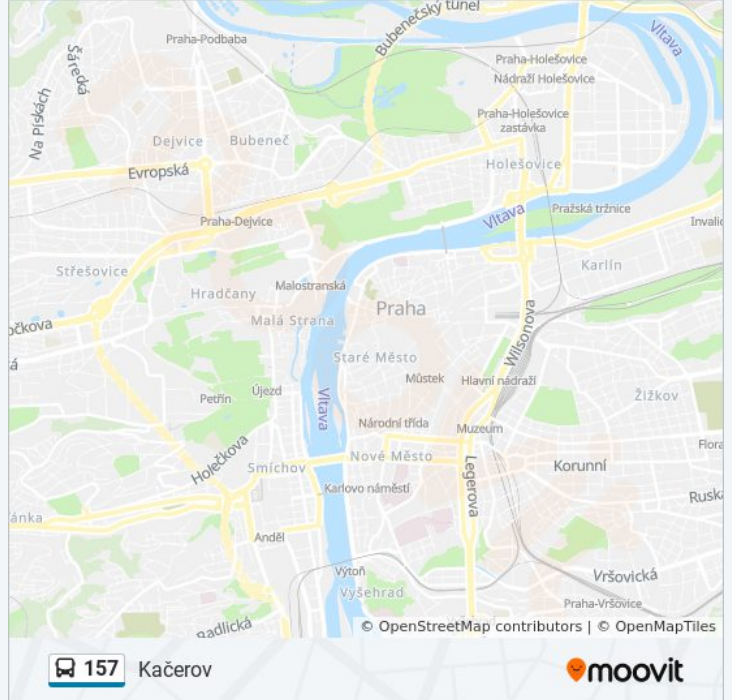 Bubenečský tunel
Praha-Podbaba
Vltava
Šárecká
Praha-Holešovice
Nádraží Holešovice
Na Pískách
Praha-Holešovice
zastávka
Dejvice
Bubeneč
Holešovice
Evropská
Praha-Dejvice
Vltava
Pražská tržnice
Invalid
Střešovice
Karlín
Malostranská
Hradčany
Praha
Malá Strana
očkova
Wilsonova
Staré Město
á
Můstek
Hlavní nádraží
Petřín
Újezd
Vltava
Žižkov
Národní třída
Muzeum
Holečkova
Nové Město
Flora
Smíchov
Korunní
Legerova
Karlovo náměstí
Ruská
ánka
Anděl
Výtoň
Vršovická
Vyšehrad
Praha-Vršovice
Radlická
© OpenStreetMap contributors | © OpenMapTiles
157 Kačerov
moovit